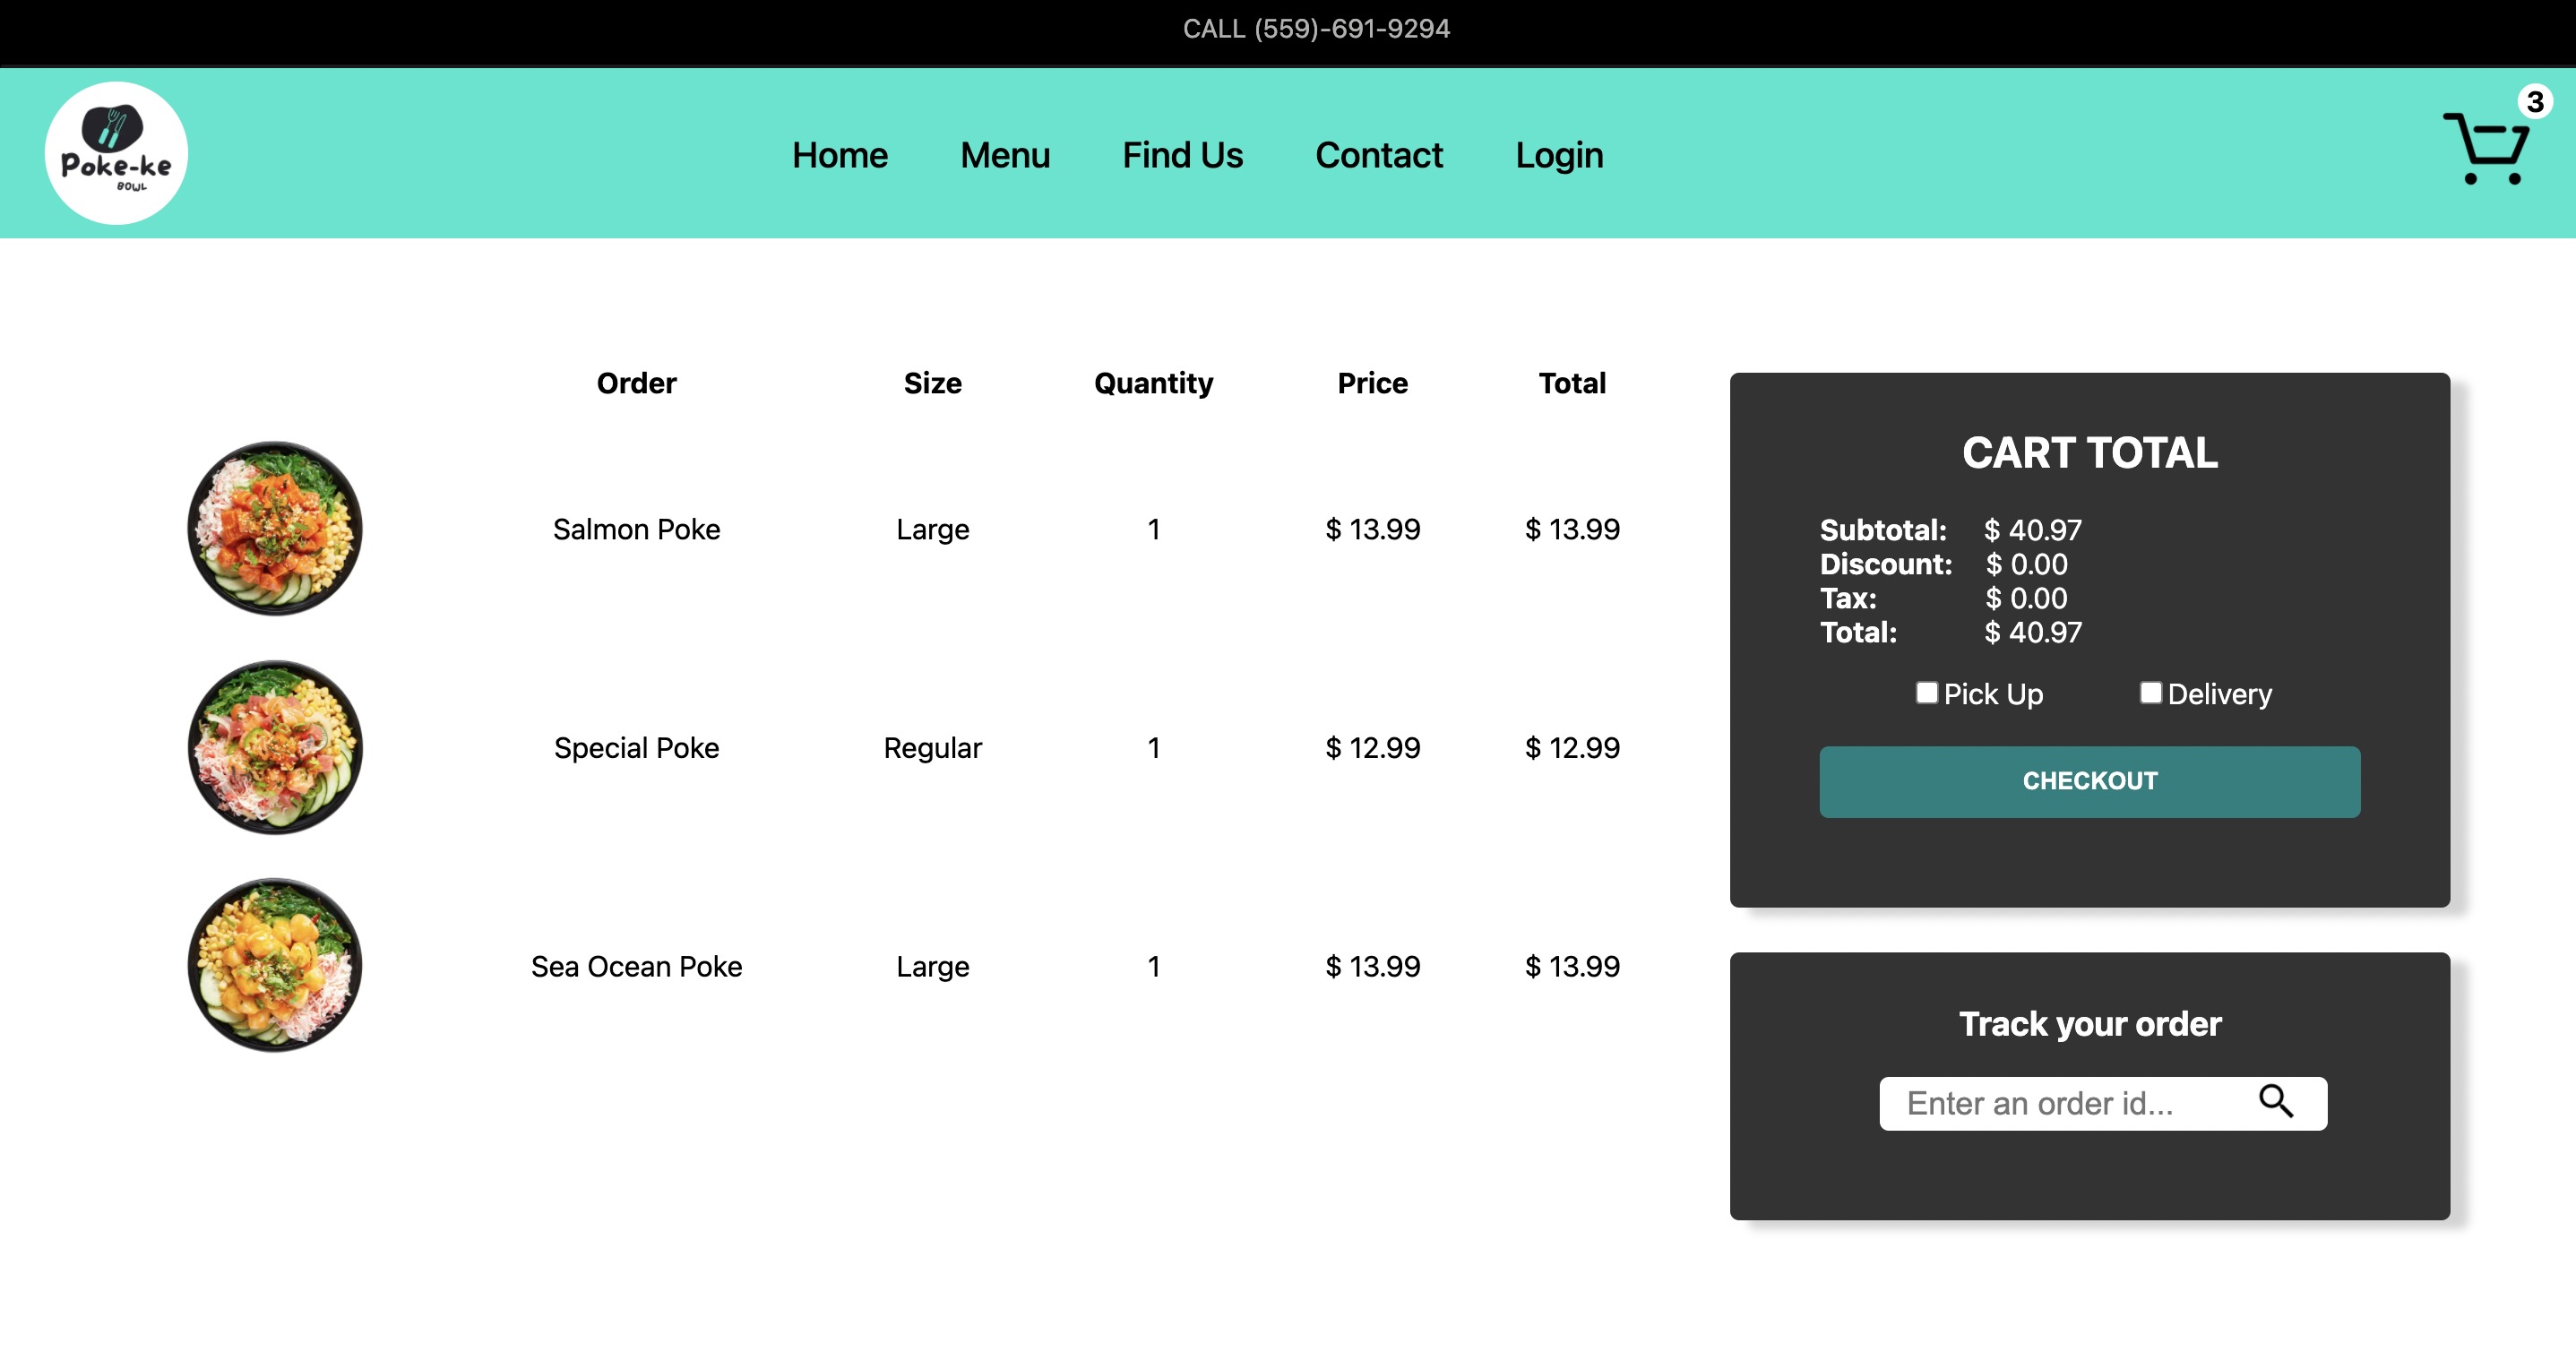 CALL (559)-691-9294
Poke-ke
BOWL
Home Menu Find Us Contact Login
3
Order Size Quantity Price Total
Salmon Poke Large 1 $ 13.99 $ 13.99
Special Poke Regular 1 $ 12.99 $ 12.99
Sea Ocean Poke Large 1 $ 13.99 $ 13.99
CART TOTAL
Subtotal: $ 40.97
Discount: $ 0.00
Tax: $ 0.00
Total: $ 40.97
Pick Up Delivery
CHECKOUT
Track your order
Enter an order id...